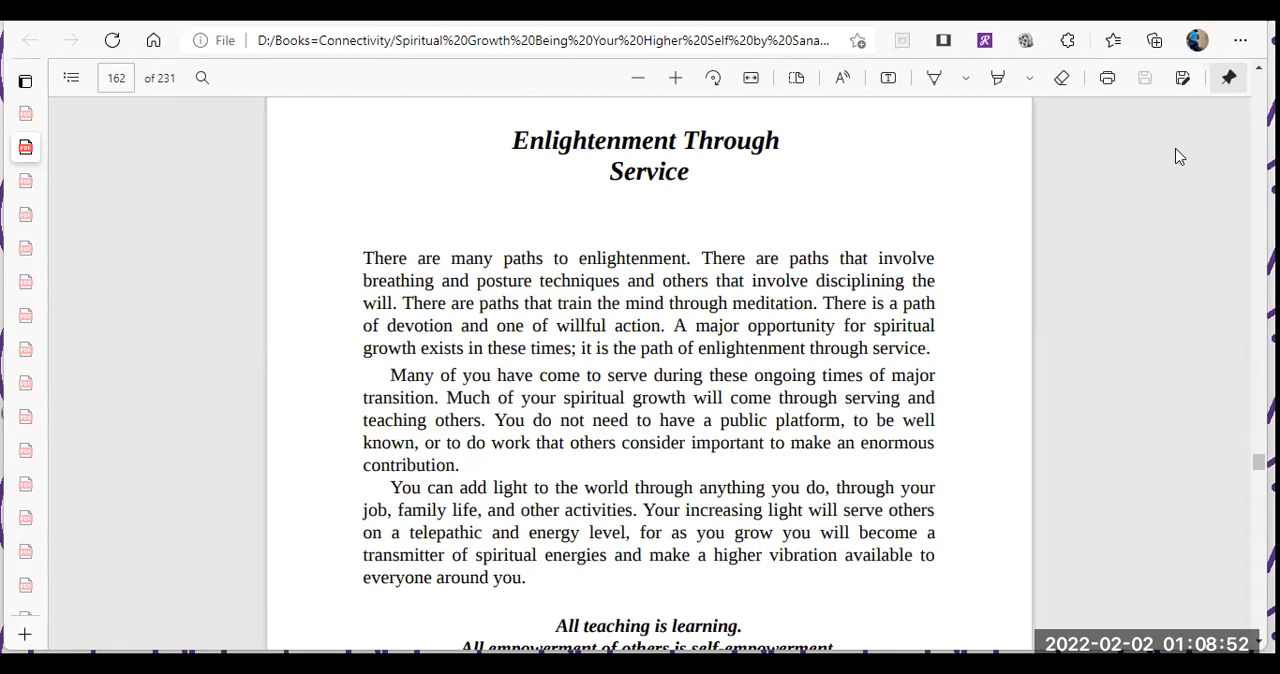 File
D:/Books=Connectivity/Spiritual%20Growth%20Being%20Your%20Higher%20Self%20by%20Sana...
162 of 231
Enlightenment Through
Service
There are many paths to enlightenment. There are paths that involve
breathing and posture techniques and others that involve disciplining the
will. There are paths that train the mind through meditation. There is a path
of devotion and one of willful action. A major opportunity for spiritual
growth exists in these times; it is the path of enlightenment through service.
Many of you have come to serve during these ongoing times of major
transition. Much of your spiritual growth will come through serving and
teaching others. You do not need to have a public platform, to be well
known, or to do work that others consider important to make an enormous
contribution.
You can add light to the world through anything you do, through your
job, family life, and other activities. Your increasing light will serve others
on a telepathic and energy level, for as you grow you will become a
transmitter of spiritual energies and make a higher vibration available to
everyone around you.
All teaching is learning.
All empowerment of others is self-empowerment
2022-02-02 01:08:52